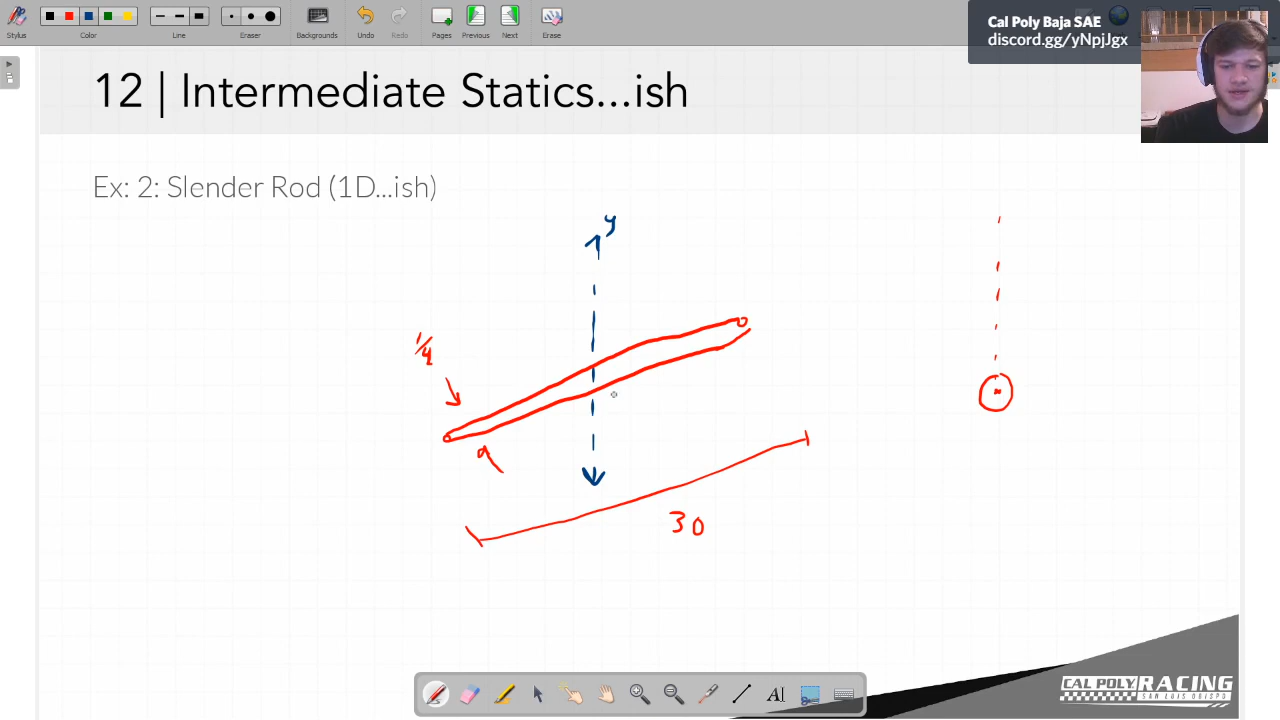 Stylus
Color
Line
Eraser
Backgrounds
Undo
Redo
Pages
Previous
Next
Erase
Cal Poly Baja SAE
discord.gg/yNpjJgx
12 | Intermediate Statics...ish
Ex: 2: Slender Rod (1D...ish)
y
1/4
30
AI
CAL POLY RACING
SAN LUIS OBISPO